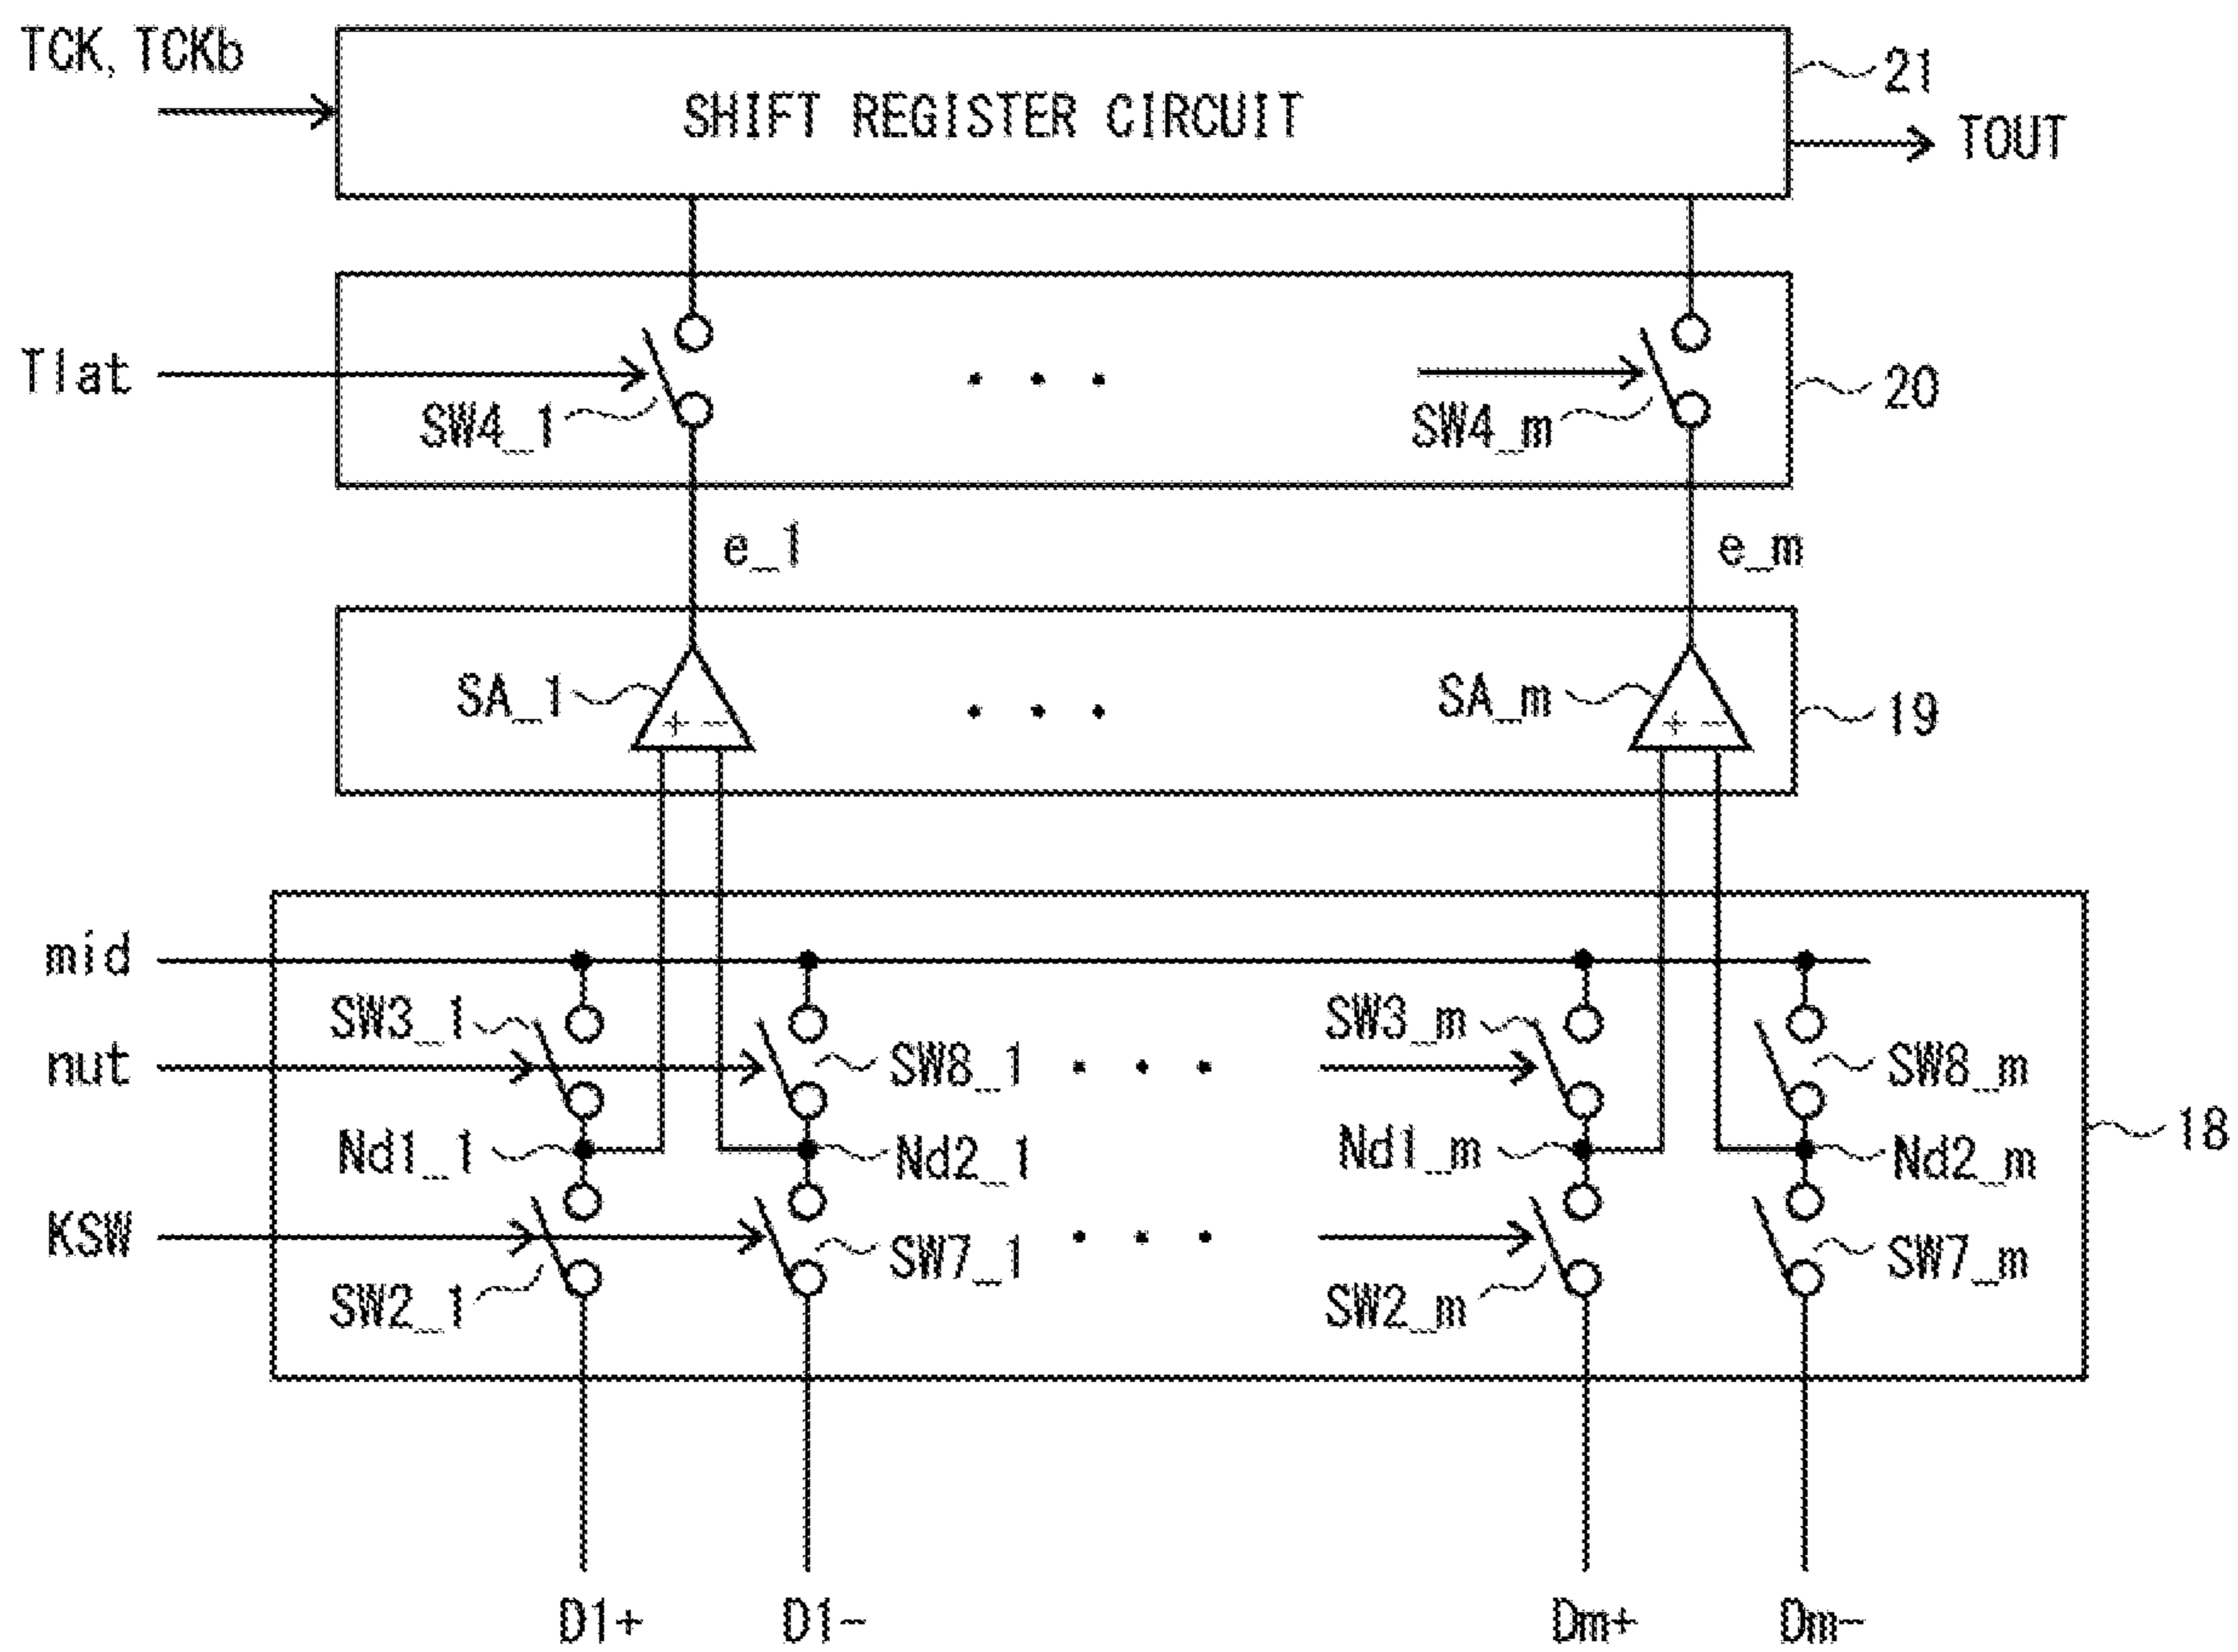 TCK, TCKb
SHIFT REGISTER CIRCUIT
21
TOUT
Tlat
SW4_1
SW4_m
20
e_1
e_m
SA_1
+ -
SA_m
+ -
19
mid
SW3_1
SW3_m
nut
SW8_1
SW8_m
Nd1_1
Nd2_1
Nd1_m
Nd2_m
18
KSW
SW7_1
SW7_m
SW2_1
SW2_m
D1+
D1-
Dm+
Dm-